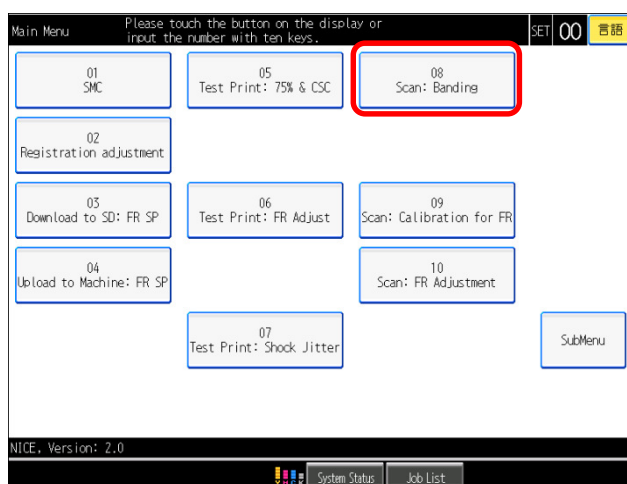 Main Menu
Please touch the button on the display or
input the number with ten keys.
SET 00 言語
01
SMC
05
Test Print: 75% & CSC
08
Scan: Banding
02
Registration adjustment
03
Download to SD: FR SP
06
Test Print: FR Adjust
09
Scan: Calibration for FR
04
Upload to Machine: FR SP
10
Scan: FR Adjustment
07
Test Print: Shock Jitter
SubMenu
NICE, Version: 2.0
System Status
Job List